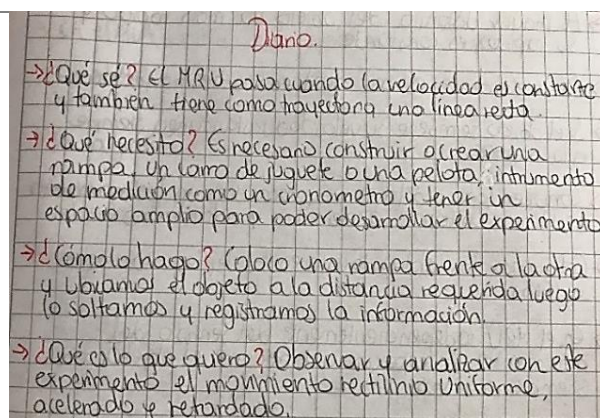 Diario.
→¿Qué sé? El MRU pasa cuando la velocidad es constante
y tambien tiene como trayectoria una linea recta.
→¿Qué necesito? Es necesario construir o crear una
rampa, un carro de juguete o una pelota, intrumento
de medición como un cronometro y tener un
espacio amplio para poder desarrollar el experimento
→¿Cómo lo hago? Coloco una rampa frente a la otra
y ubicamos el objeto a la distancia requerida luego
lo soltamos y registramos la información.
→¿Qué es lo que quero? Observar y analizar con este
experimento el movimiento rectilinio Uniforme,
acelerado y retardado.